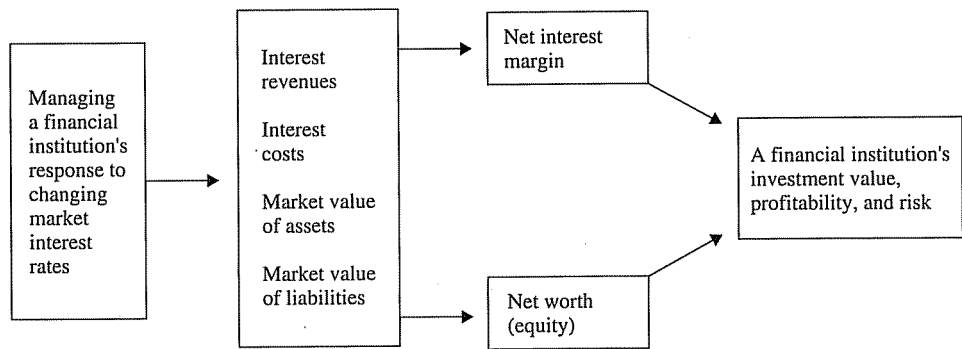 Managing
a financial
institution's
response to
changing
market
interest
rates
Interest
revenues
Interest
costs
Market value
of assets
Market value
of liabilities
Net interest
margin
Net worth
(equity)
A financial institution's
investment value,
profitability, and risk